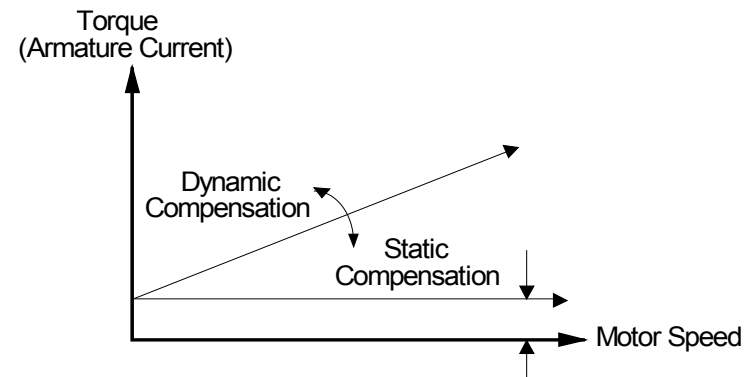 Torque
(Armature Current)
Dynamic
Compensation
Static
Compensation
Motor Speed